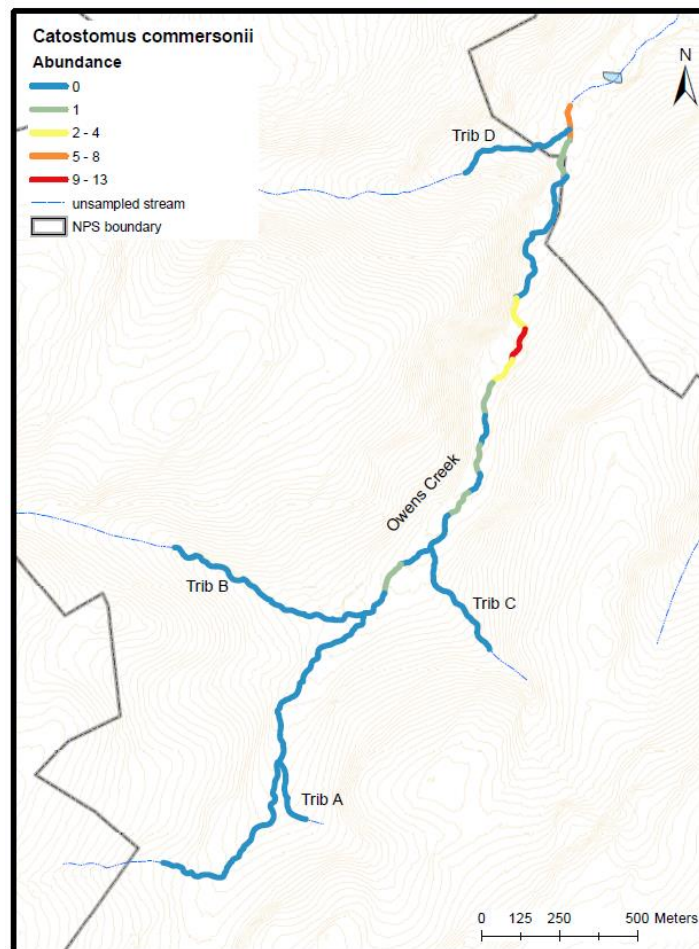 Catostomus commersonii
Abundance
0
1
2 - 4
5 - 8
9 - 13
unsampled stream
NPS boundary
N
Trib D
Owens Creek
Trib B
Trib C
Trib A
0 125 250 500 Meters